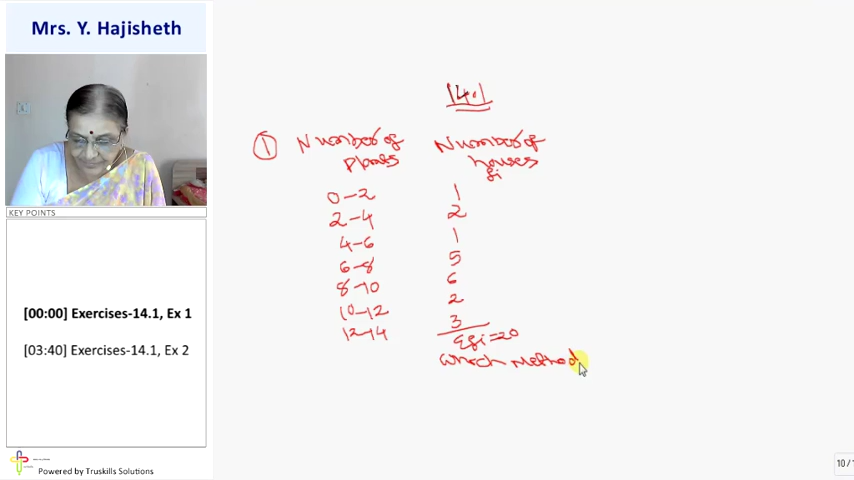 Mrs. Y. Hajisheth
KEY POINTS
[00:00] Exercises-14.1, Ex 1
[03:40] Exercises-14.1, Ex 2
Powered by Truskills Solutions
14.1
① Number of Plants Number of houses fi
0-2 1
2-4 2
4-6 1
6-8 5
8-10 6
10-12 2
12-14 3
Σfi=20
which method
10/1